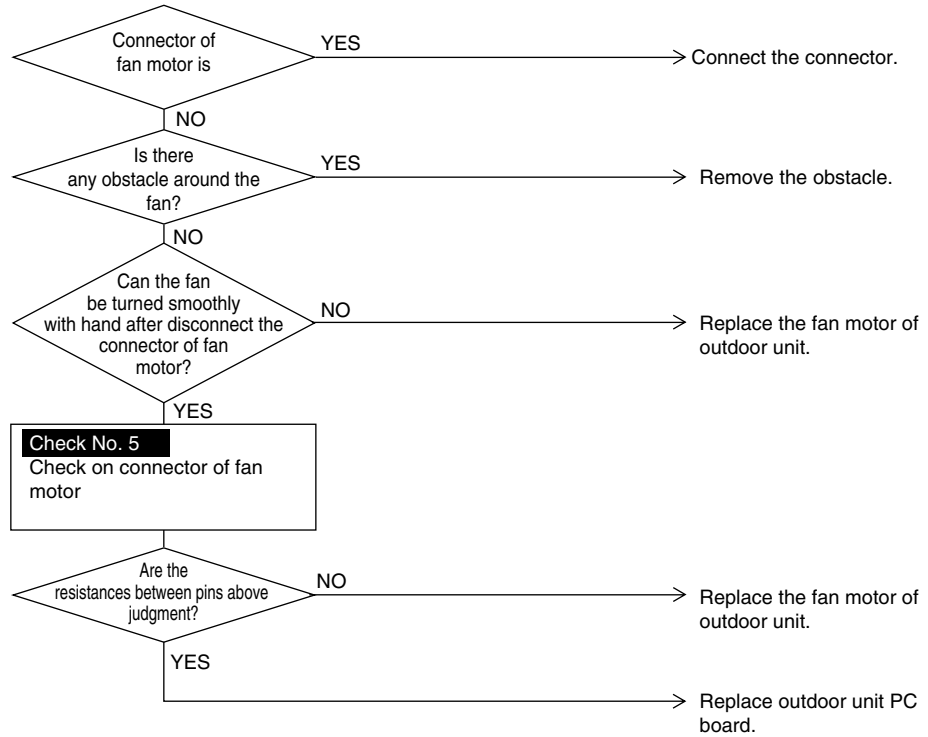 Connector of
fan motor is
YES
Connect the connector.
NO
Is there
any obstacle around the
fan?
YES
Remove the obstacle.
NO
Can the fan
be turned smoothly
with hand after disconnect the
connector of fan
motor?
NO
Replace the fan motor of
outdoor unit.
YES
Check No. 5
Check on connector of fan
motor
Are the
resistances between pins above
judgment?
NO
Replace the fan motor of
outdoor unit.
YES
Replace outdoor unit PC
board.